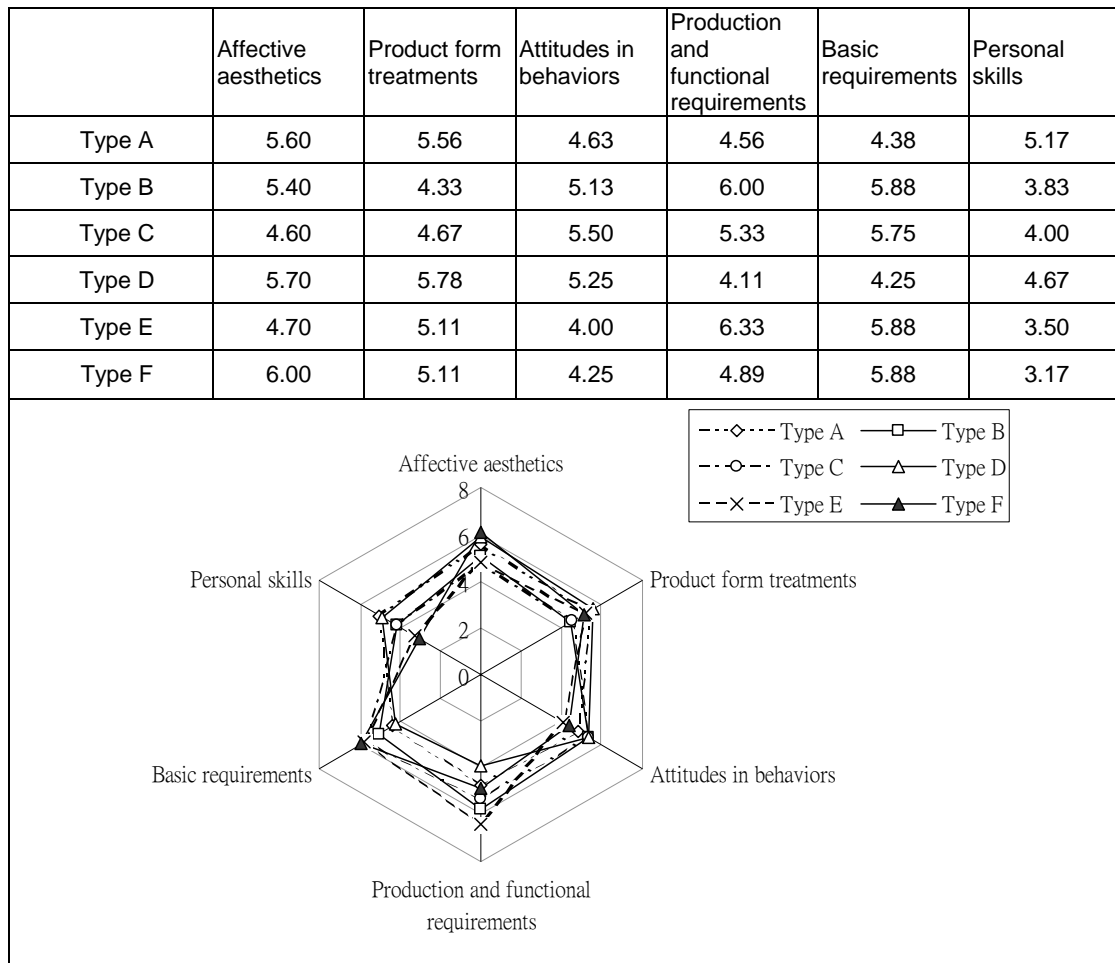 Affective aesthetics
Product form treatments
Attitudes in behaviors
Production and functional requirements
Basic requirements
Personal skills
Type A 5.60 5.56 4.63 4.56 4.38 5.17
Type B 5.40 4.33 5.13 6.00 5.88 3.83
Type C 4.60 4.67 5.50 5.33 5.75 4.00
Type D 5.70 5.78 5.25 4.11 4.25 4.67
Type E 4.70 5.11 4.00 6.33 5.88 3.50
Type F 6.00 5.11 4.25 4.89 5.88 3.17
Type A Type B
Type C Type D
Type E Type F
Affective aesthetics
8
6
Personal skills
Product form treatments
4
2
0
Basic requirements
Attitudes in behaviors
Production and functional
requirements